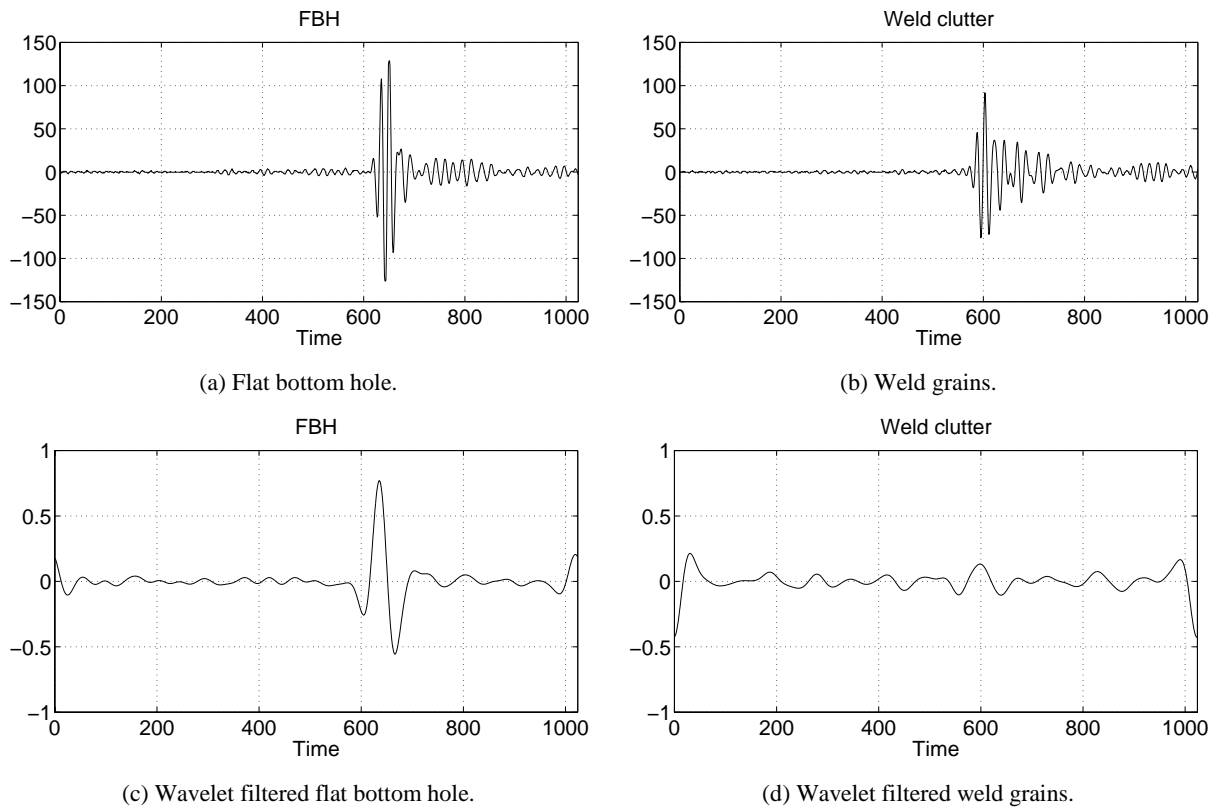 FBH
150
100
50
0
−50
−100
−150
0 200 400 600 800 1000
Time
(a) Flat bottom hole.
Weld clutter
150
100
50
0
−50
−100
−150
0 200 400 600 800 1000
Time
(b) Weld grains.
FBH
1
0.5
0
−0.5
−1
0 200 400 600 800 1000
Time
(c) Wavelet filtered flat bottom hole.
Weld clutter
1
0.5
0
−0.5
−1
0 200 400 600 800 1000
Time
(d) Wavelet filtered weld grains.